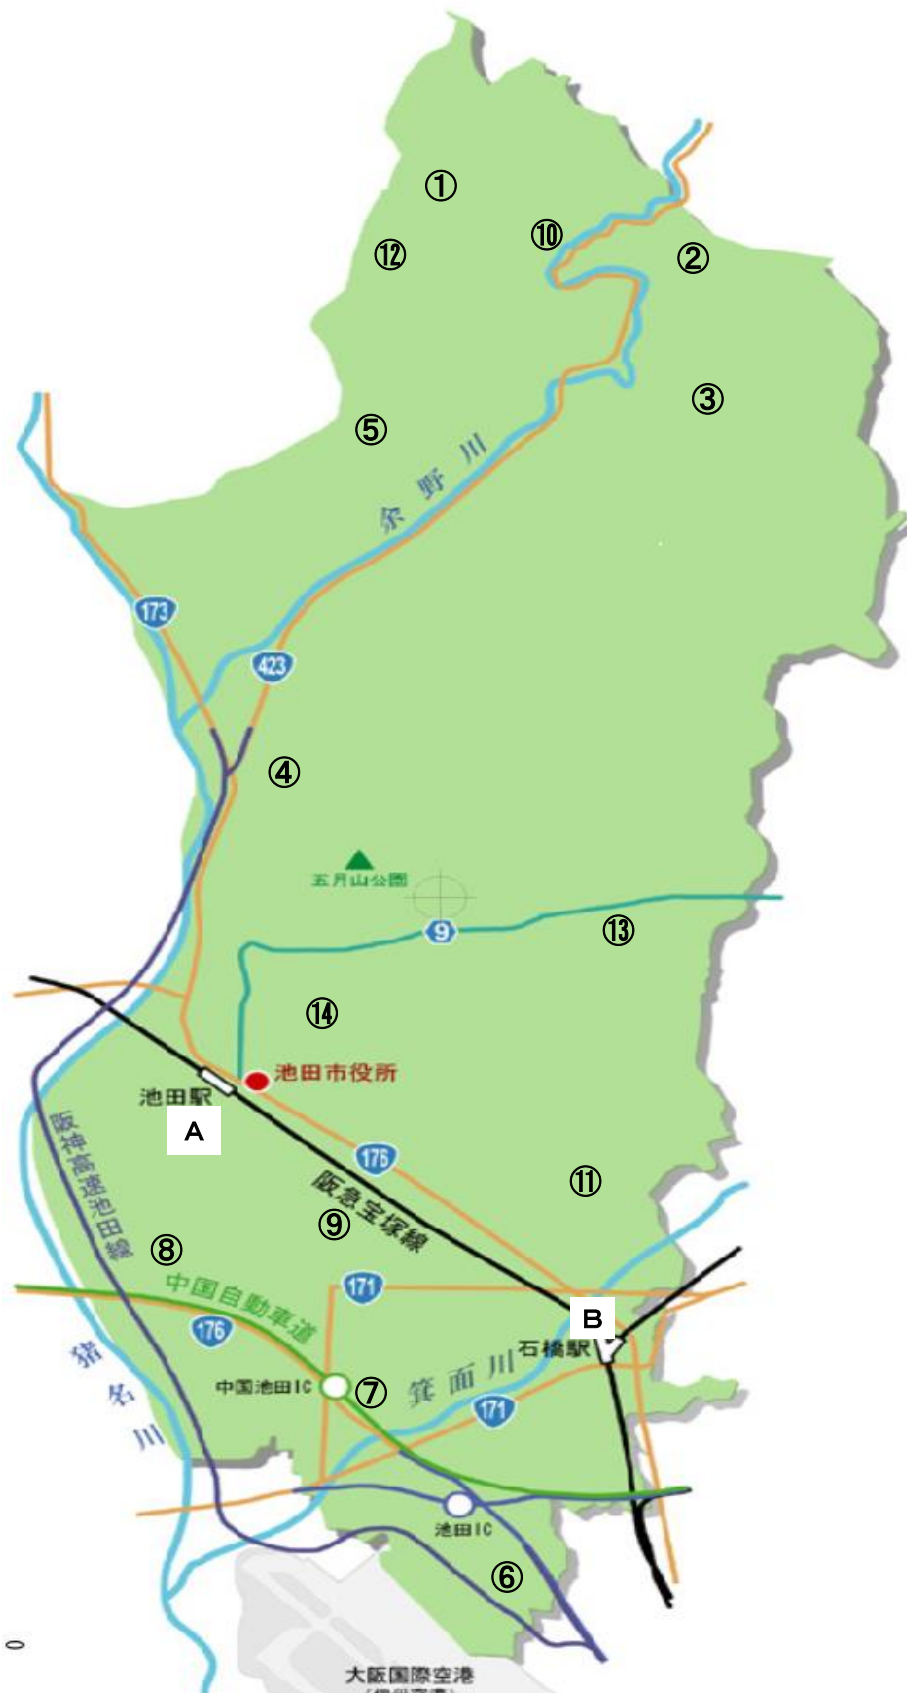 ①
⑩
⑫
②
③
⑤
余野川
173
423
④
五月山公園
9
⑬
⑭
池田市役所
池田駅
A
176
阪神高速池田線
⑪
阪急宝塚線
⑨
⑧
中国自動車道
171
176
B
石橋駅
猪名川
中国池田IC
⑦
箕面川
171
池田IC
⑥
0
大阪国際空港